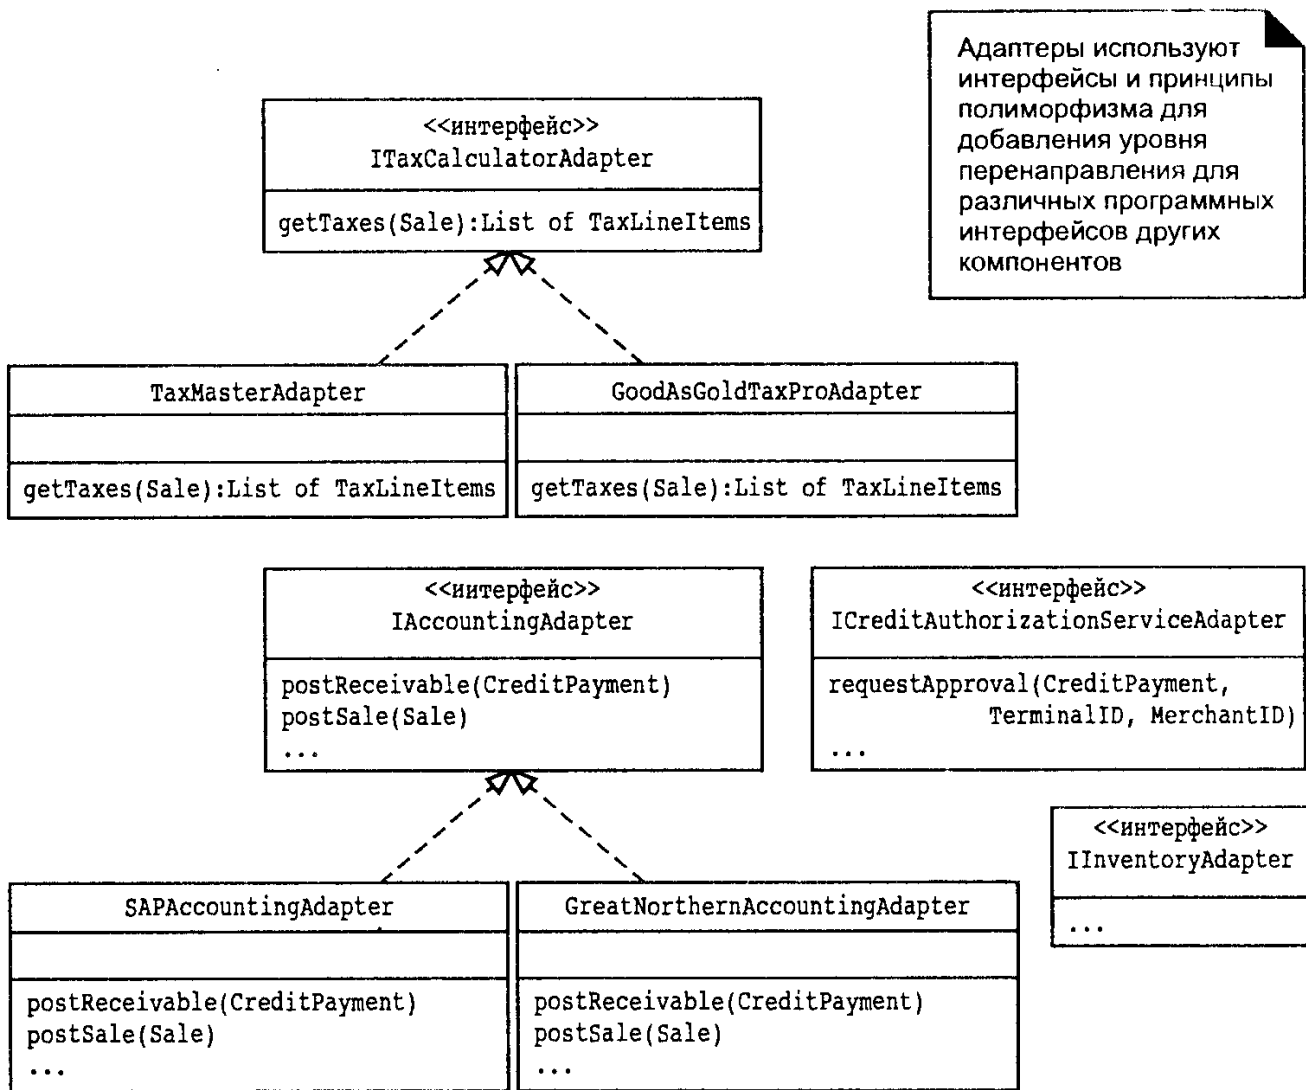 Адаптеры используют
интерфейсы и принципы
полиморфизма для
добавления уровня
перенаправления для
различных программных
интерфейсов других
компонентов
<<интерфейс>>
ITaxCalculatorAdapter
getTaxes(Sale):List of TaxLineItems
TaxMasterAdapter
getTaxes(Sale):List of TaxLineItems
GoodAsGoldTaxProAdapter
getTaxes(Sale):List of TaxLineItems
<<интерфейс>>
IAccountingAdapter
postReceivable(CreditPayment)
postSale(Sale)
...
<<интерфейс>>
ICreditAuthorizationServiceAdapter
requestApproval(CreditPayment,
TerminalID, MerchantID)
...
<<интерфейс>>
IInventoryAdapter
...
SAPAccountingAdapter
postReceivable(CreditPayment)
postSale(Sale)
...
GreatNorthernAccountingAdapter
postReceivable(CreditPayment)
postSale(Sale)
...